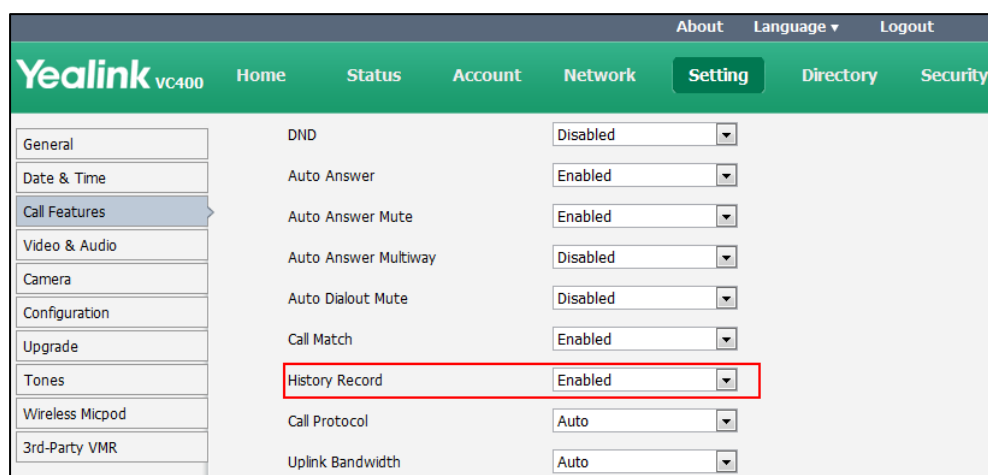 About Language Logout
Yealink VC400 Home Status Account Network Setting Directory Security
General
Date & Time
Call Features
Video & Audio
Camera
Configuration
Upgrade
Tones
Wireless Micpod
3rd-Party VMR
DND Disabled
Auto Answer Enabled
Auto Answer Mute Enabled
Auto Answer Multiway Disabled
Auto Dialout Mute Disabled
Call Match Enabled
History Record Enabled
Call Protocol Auto
Uplink Bandwidth Auto